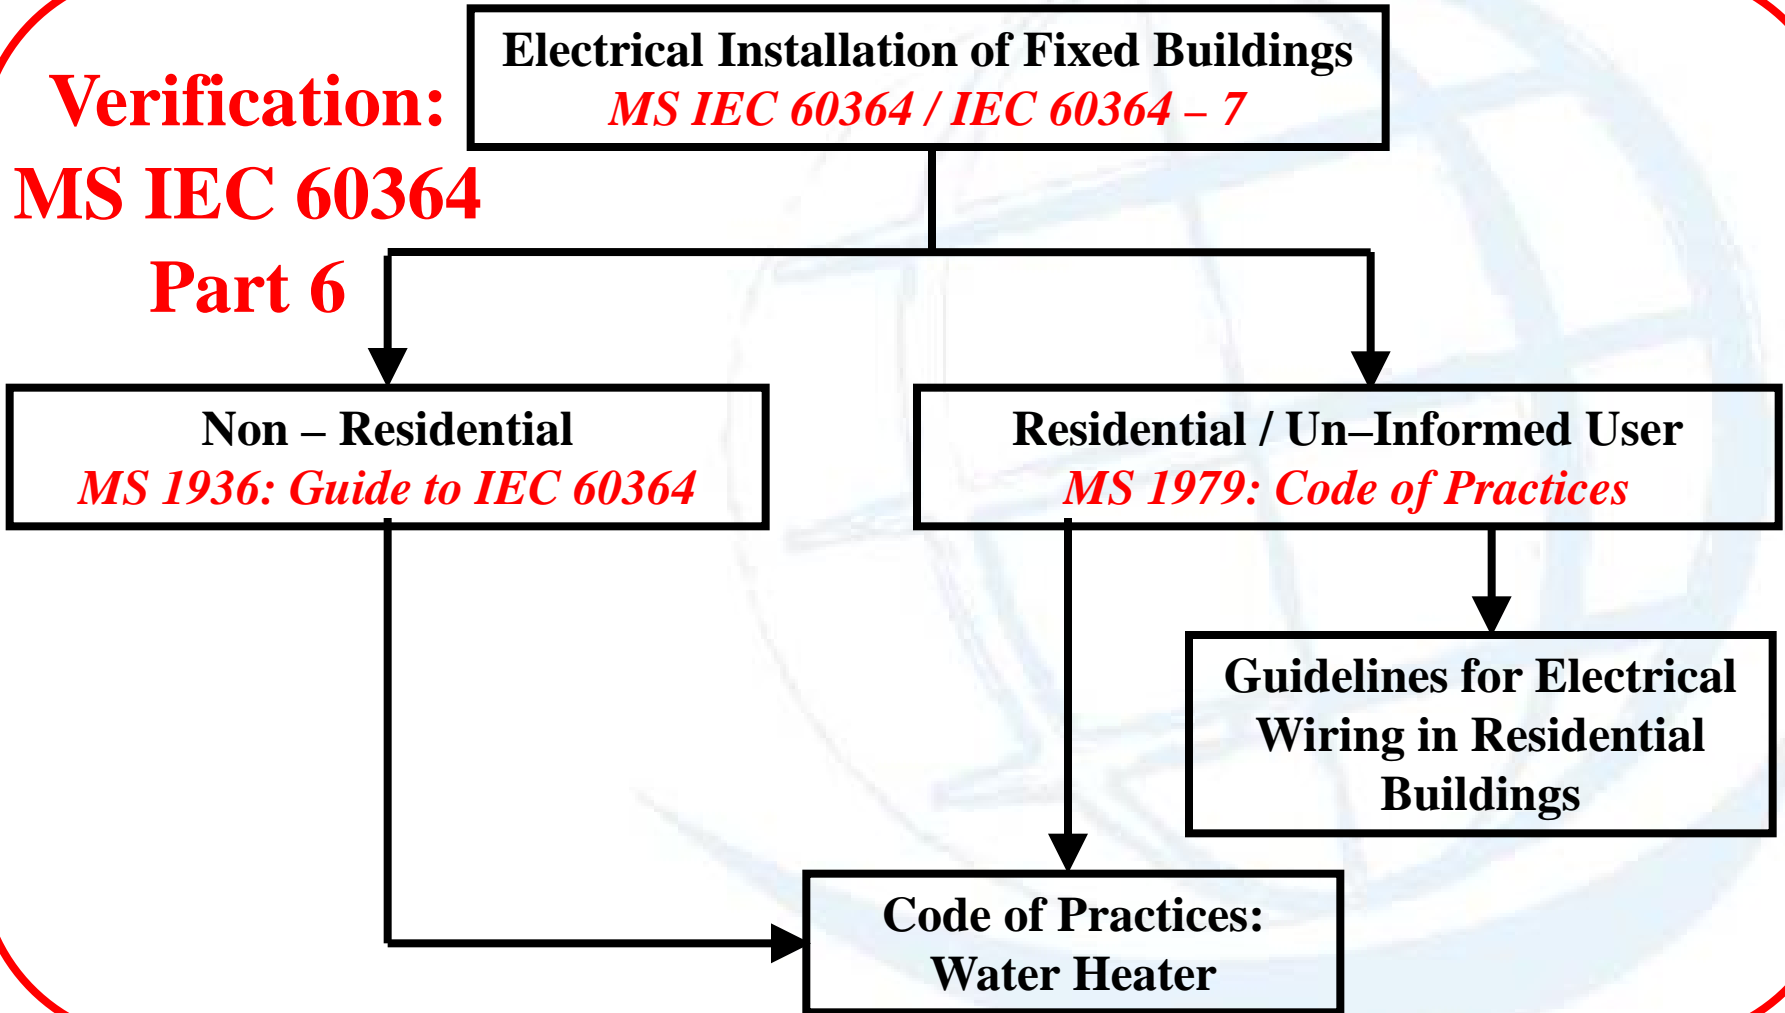 Electrical Installation of Fixed Buildings
MS IEC 60364 / IEC 60364 – 7
Verification:
MS IEC 60364
Part 6
Non – Residential
MS 1936: Guide to IEC 60364
Residential / Un–Informed User
MS 1979: Code of Practices
Guidelines for Electrical
Wiring in Residential
Buildings
Code of Practices:
Water Heater